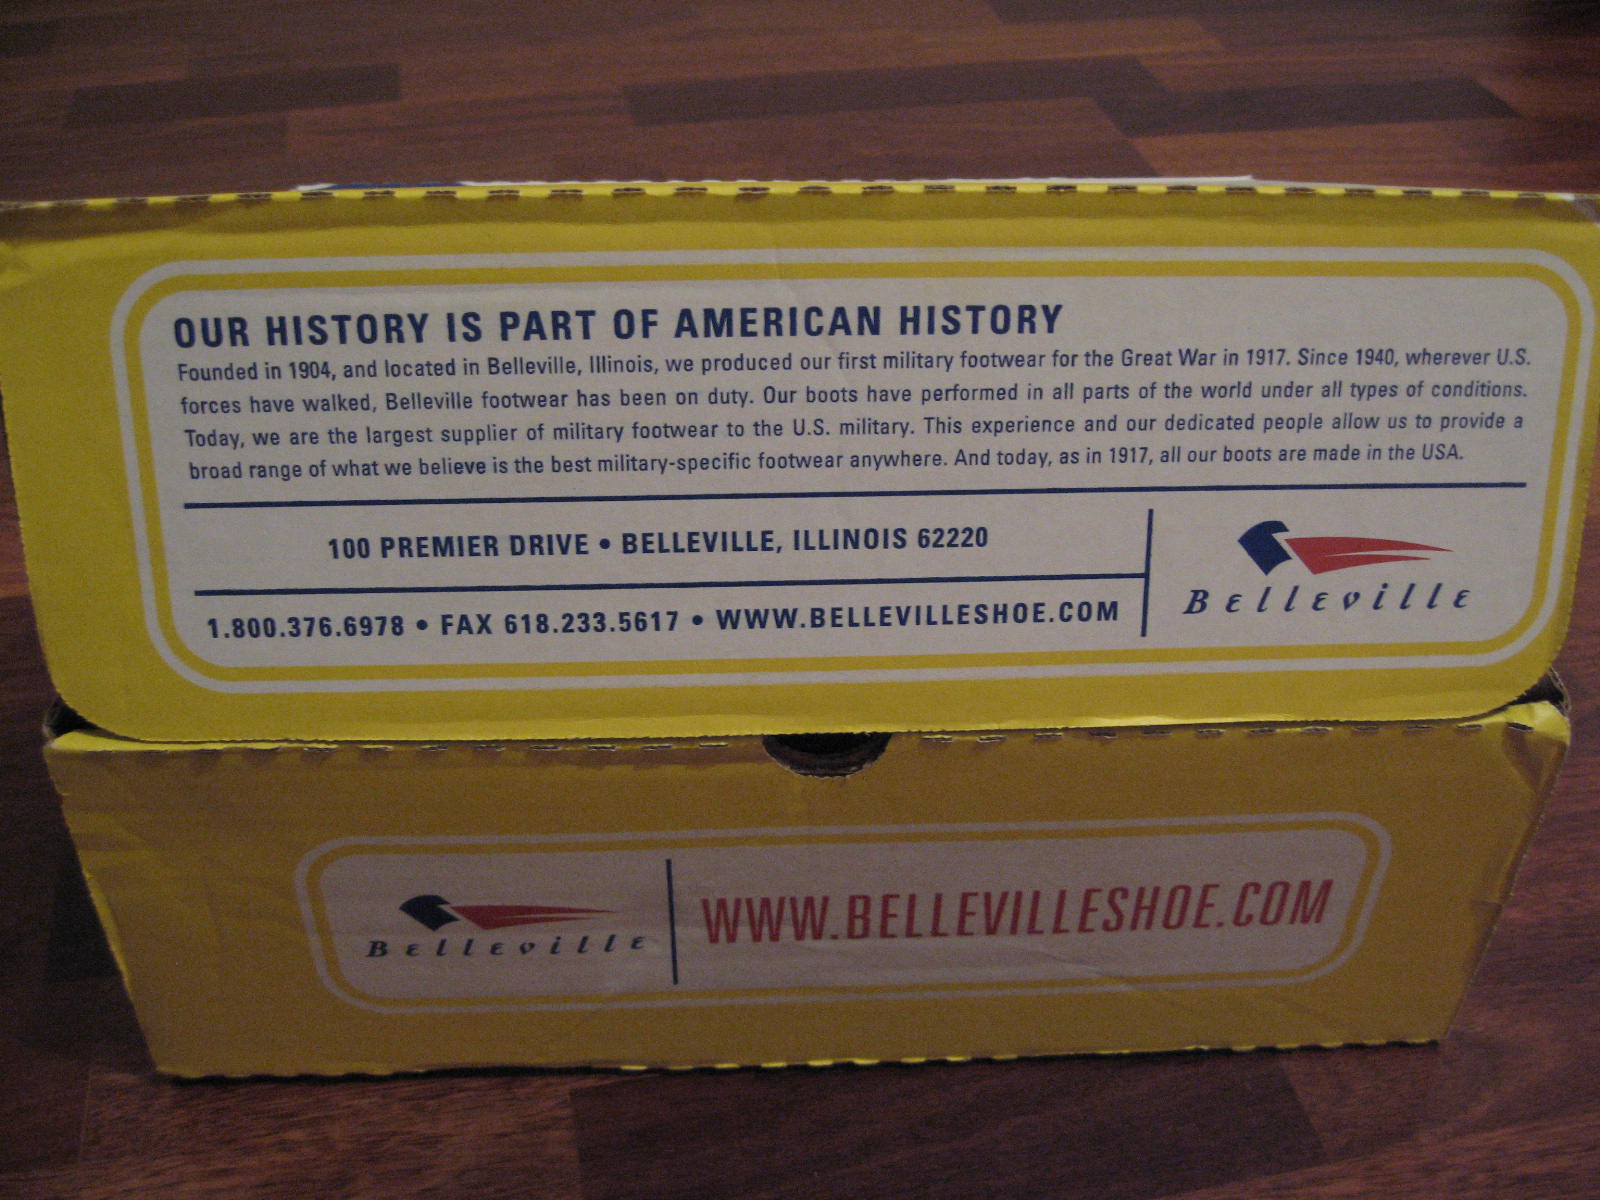 OUR HISTORY IS PART OF AMERICAN HISTORY
Founded in 1904, and located in Belleville, Illinois, we produced our first military footwear for the Great War in 1917. Since 1940, wherever U.S.
forces have walked, Belleville footwear has been on duty. Our boots have performed in all parts of the world under all types of conditions.
Today, we are the largest supplier of military footwear to the U.S. military. This experience and our dedicated people allow us to provide a
broad range of what we believe is the best military-specific footwear anywhere. And today, as in 1917, all our boots are made in the USA.
100 PREMIER DRIVE • BELLEVILLE, ILLINOIS 62220
1.800.376.6978 • FAX 618.233.5617 • WWW.BELLEVILLESHOE.COM
Belleville
Belleville
WWW.BELLEVILLESHOE.COM